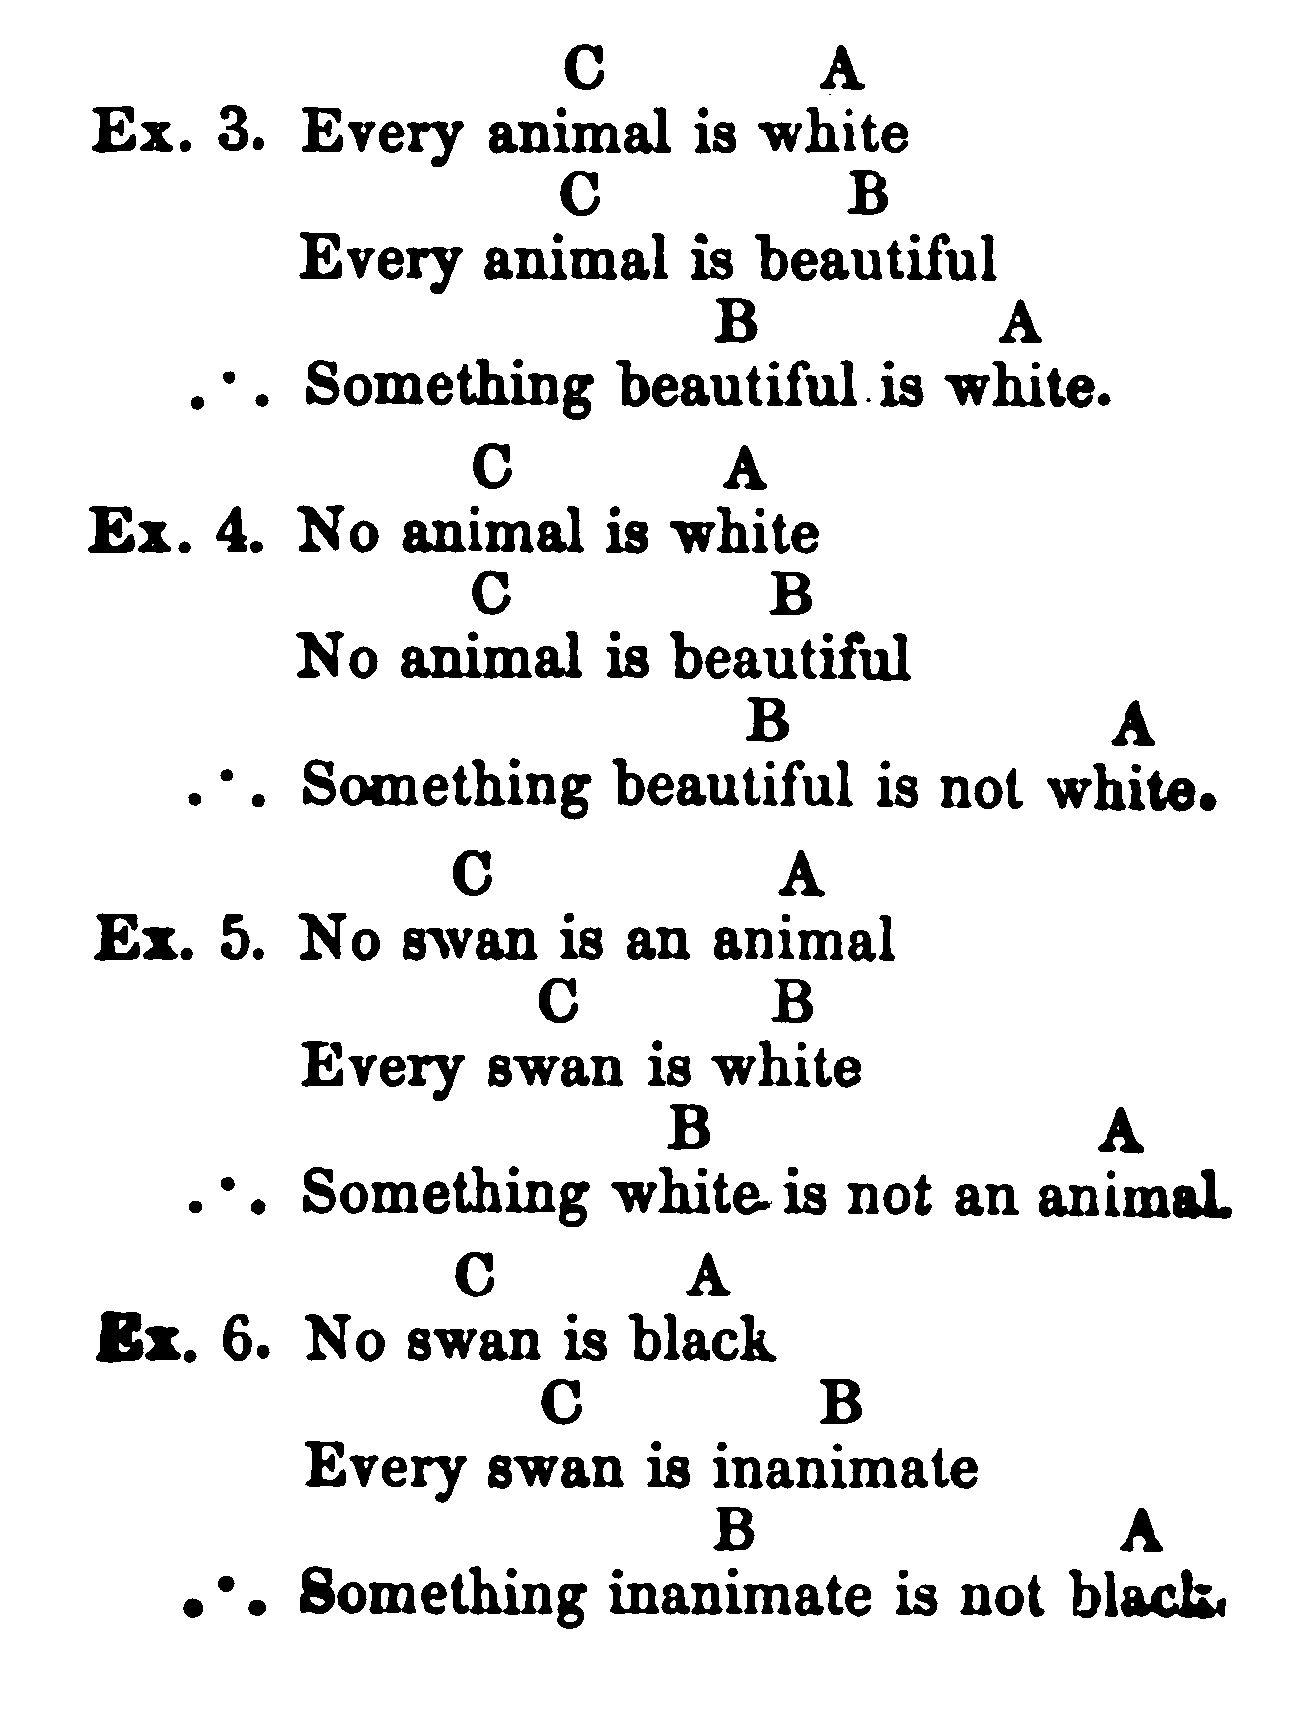 C A
Ex. 3. Every animal is white
C B
Every animal is beautiful
B A
.·. Something beautiful is white.
C A
Ex. 4. No animal is white
C B
No animal is beautiful
B A
.·. Something beautiful is not white.
C A
Ex. 5. No swan is an animal
C B
Every swan is white
B A
.·. Something white is not an animal.
C A
Ex. 6. No swan is black
C B
Every swan is inanimate
B A
.·. Something inanimate is not black.